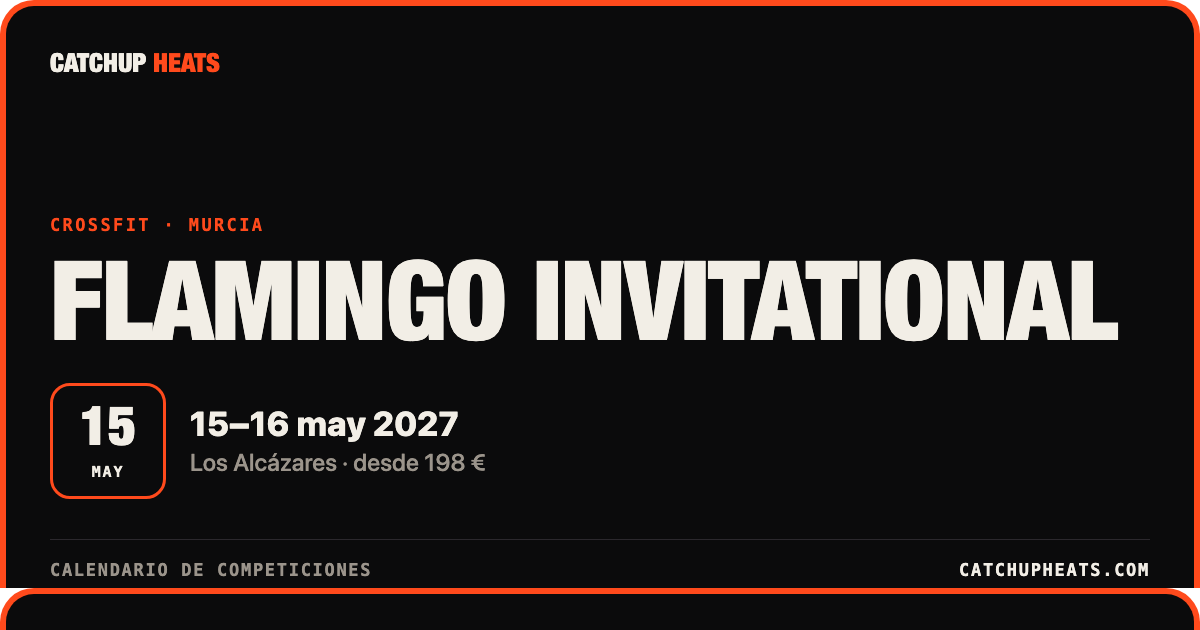 CATCHUP HEATS
CROSSFIT · MURCIA
FLAMINGO INVITATIONAL
15
MAY
15–16 may 2027
Los Alcázares · desde 198 €
CALENDARIO DE COMPETICIONES
CATCHUPHEATS.COM